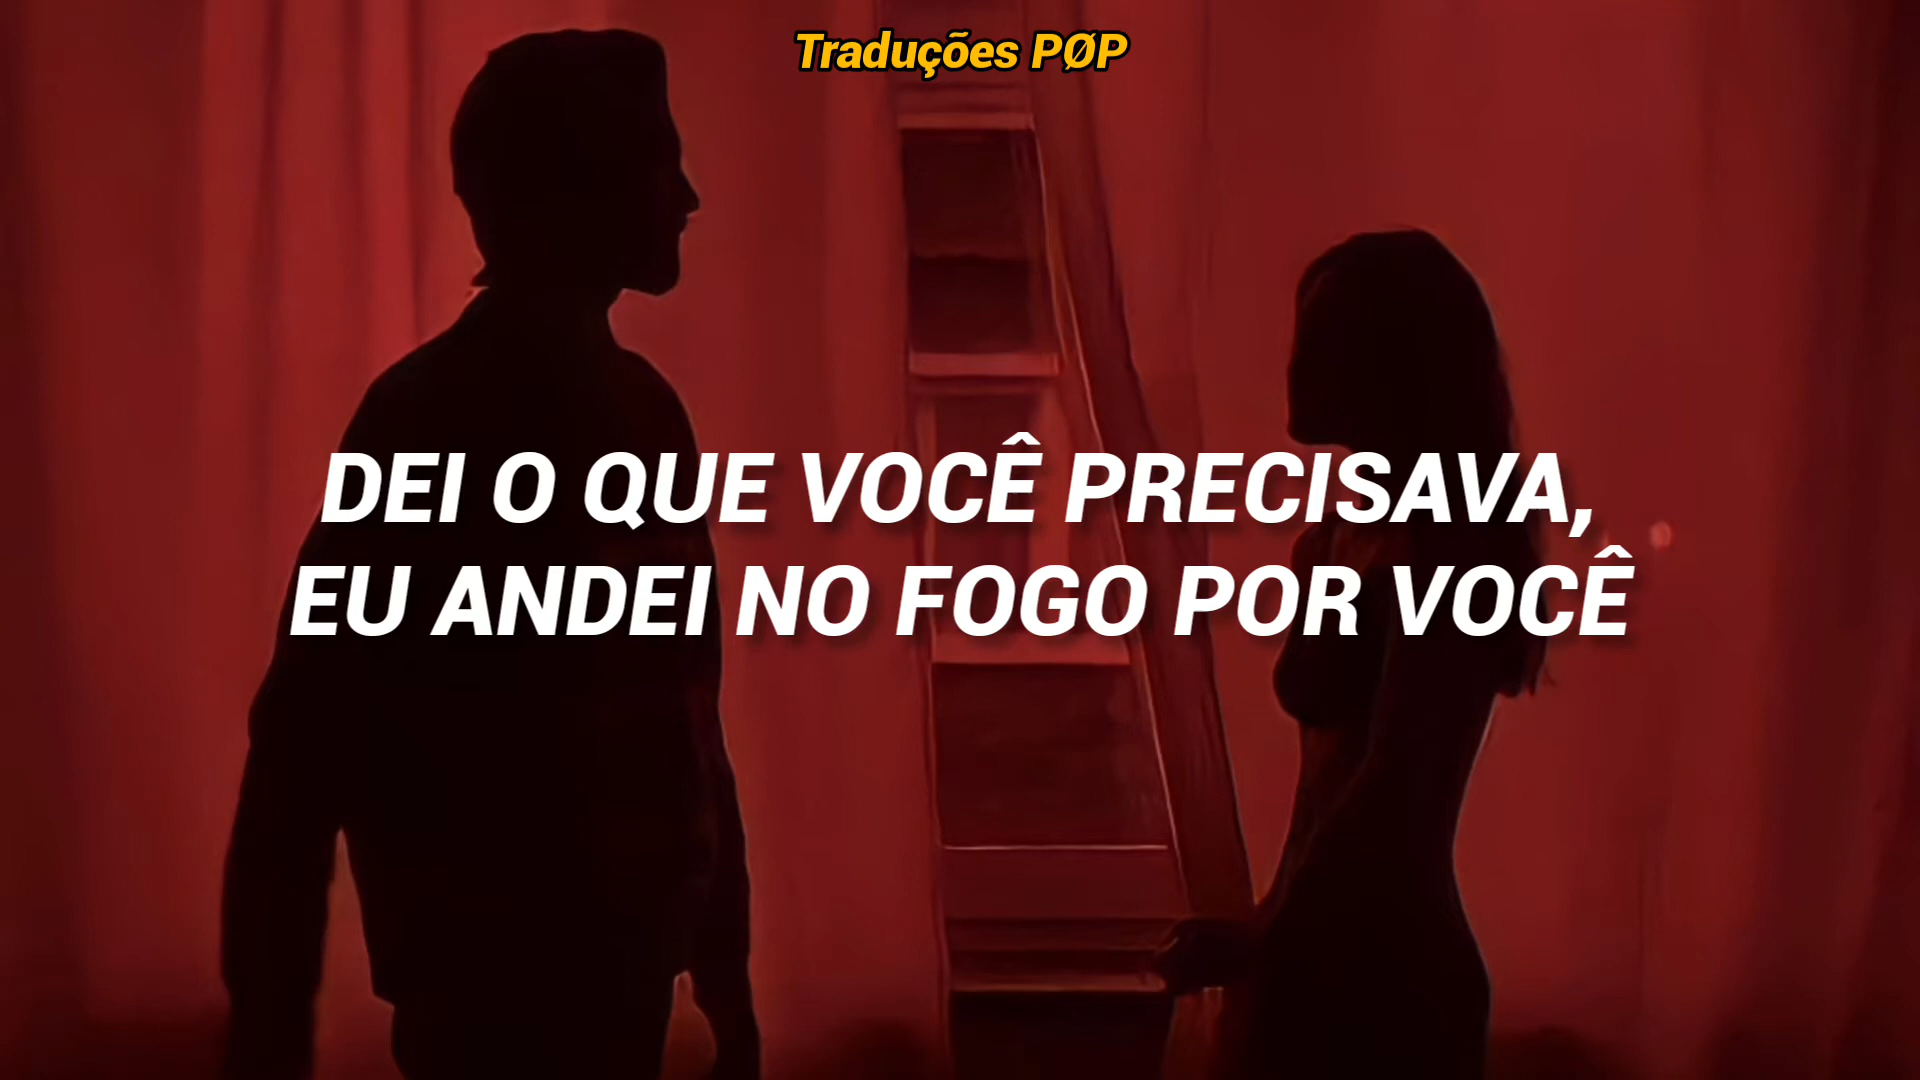 Traduções PØP
DEI O QUE VOCÊ PRECISAVA,
EU ANDEI NO FOGO POR VOCÊ